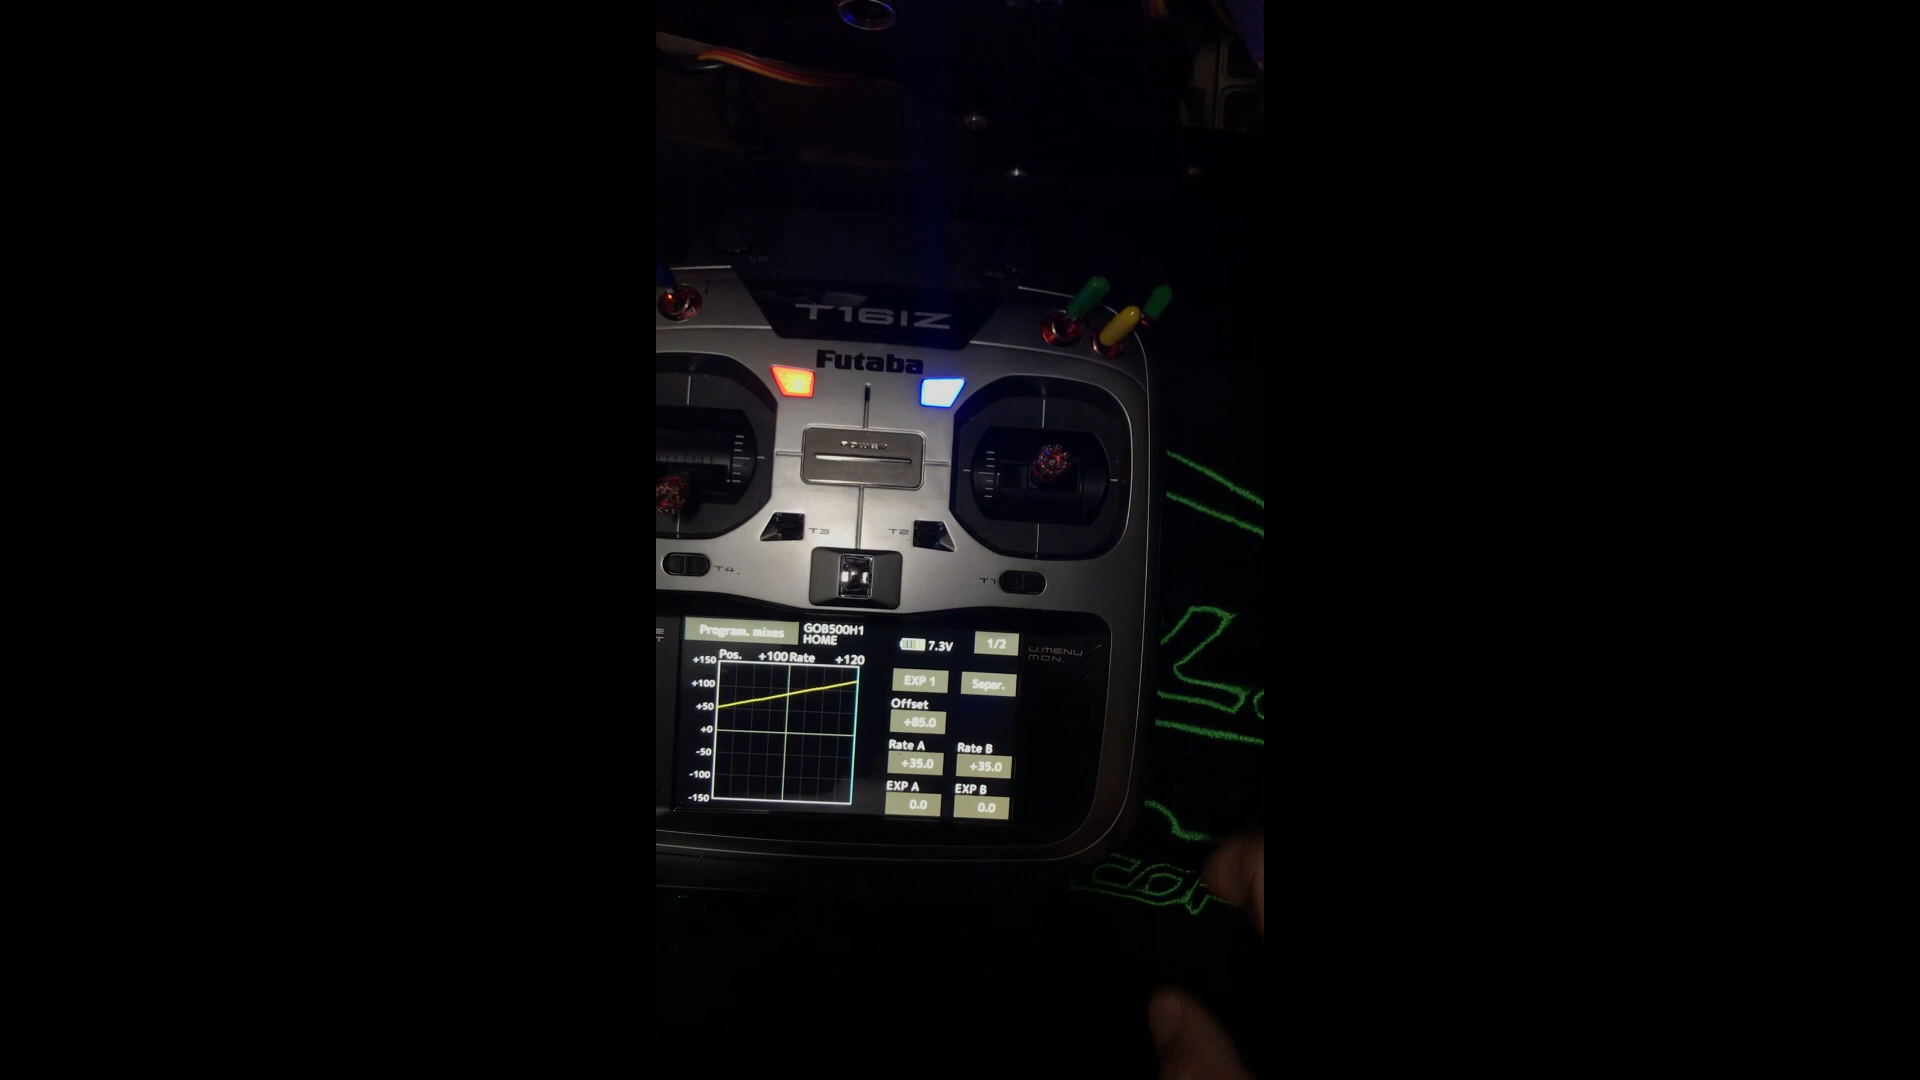 T16IZ
Futaba
POWER
T3
T2
T4
T1
Program. mixes
GOB500H1
HOME
7.3V
1/2
U.MENU
MON.
Pos. +100 Rate +120
+150
+100
+50
+0
-50
-100
-150
EXP 1
Separ.
Offset
+85.0
Rate A
Rate B
+35.0
+35.0
EXP A
EXP B
0.0
0.0